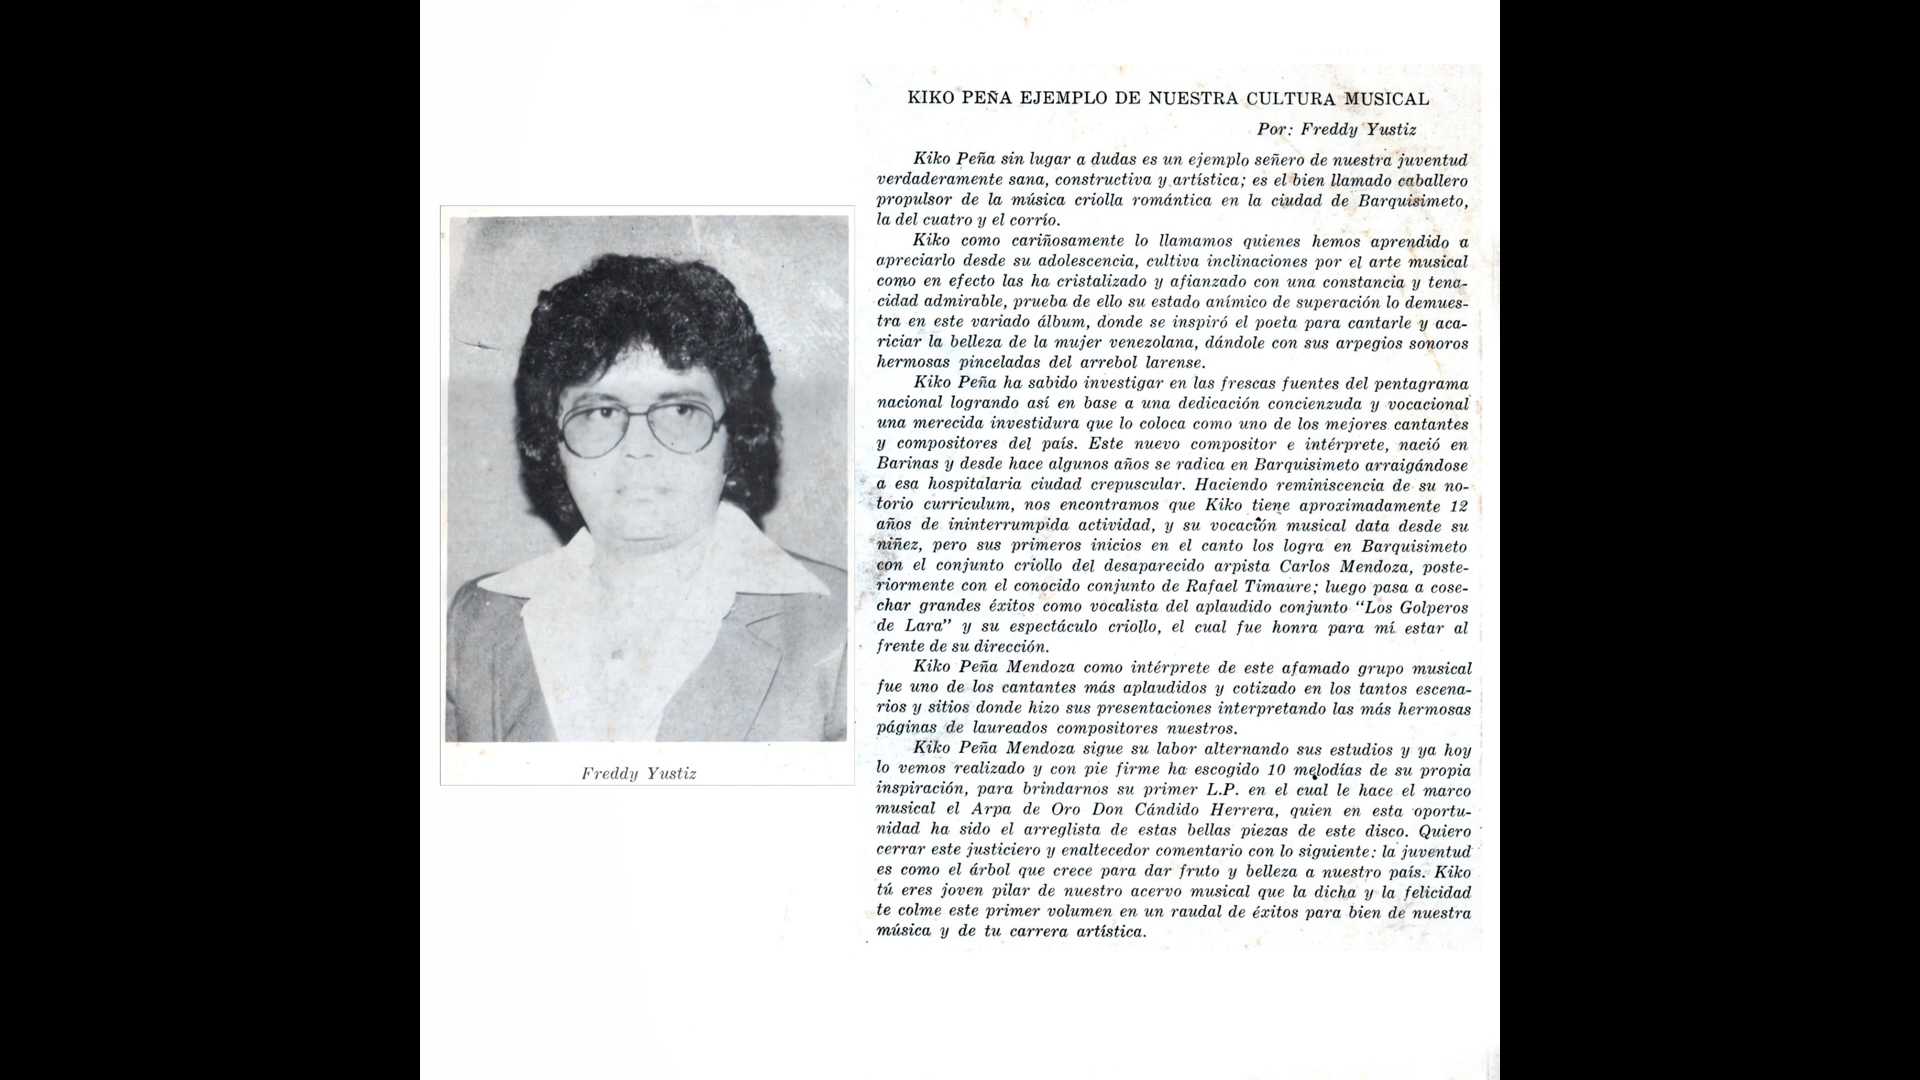 KIKO PEÑA EJEMPLO DE NUESTRA CULTURA MUSICAL
Por: Freddy Yustiz
Kiko Peña sin lugar a dudas es un ejemplo señero de nuestra juventud
verdaderamente sana, constructiva y artística; es el bien llamado caballero
propulsor de la música criolla romántica en la ciudad de Barquisimeto,
la del cuatro y el corrío.
Kiko como cariñosamente lo llamamos quienes hemos aprendido a
apreciarlo desde su adolescencia, cultiva inclinaciones por el arte musical
como en efecto las ha cristalizado y afianzado con una constancia y tena-
cidad admirable, prueba de ello su estado anímico de superación lo demues-
tra en este variado álbum, donde se inspiró el poeta para cantarle y aca-
riciar la belleza de la mujer venezolana, dándole con sus arpegios sonoros
hermosas pinceladas del arrebol larense.
Kiko Peña ha sabido investigar en las frescas fuentes del pentagrama
nacional logrando así en base a una dedicación concienzuda y vocacional
una merecida investidura que lo coloca como uno de los mejores cantantes
y compositores del país. Este nuevo compositor e intérprete, nació en
Barinas y desde hace algunos años se radica en Barquisimeto arraigándose
a esa hospitalaria ciudad crepuscular. Haciendo reminiscencia de su no-
torio curriculum, nos encontramos que Kiko tiene aproximadamente 12
años de ininterrumpida actividad, y su vocación musical data desde su
niñez, pero sus primeros inicios en el canto los logra en Barquisimeto
con el conjunto criollo del desaparecido arpista Carlos Mendoza, poste-
riormente con el conocido conjunto de Rafael Timaure; luego pasa a cose-
char grandes éxitos como vocalista del aplaudido conjunto "Los Golperos
de Lara" y su espectáculo criollo, el cual fue honra para mí estar al
frente de su dirección.
Kiko Peña Mendoza como intérprete de este afamado grupo musical
fue uno de los cantantes más aplaudidos y cotizado en los tantos escena-
rios y sitios donde hizo sus presentaciones interpretando las más hermosas
páginas de laureados compositores nuestros.
Kiko Peña Mendoza sigue su labor alternando sus estudios y ya hoy
lo vemos realizado y con pie firme ha escogido 10 melodías de su propia
inspiración, para brindarnos su primer L.P. en el cual le hace el marco
musical el Arpa de Oro Don Cándido Herrera, quien en esta oportu-
nidad ha sido el arreglista de estas bellas piezas de este disco. Quiero
cerrar este justiciero y enaltecedor comentario con lo siguiente: la juventud
es como el árbol que crece para dar fruto y belleza a nuestro país. Kiko
tú eres joven pilar de nuestro acervo musical que la dicha y la felicidad
te colme este primer volumen en un raudal de éxitos para bien de nuestra
música y de tu carrera artística.
Freddy Yustiz